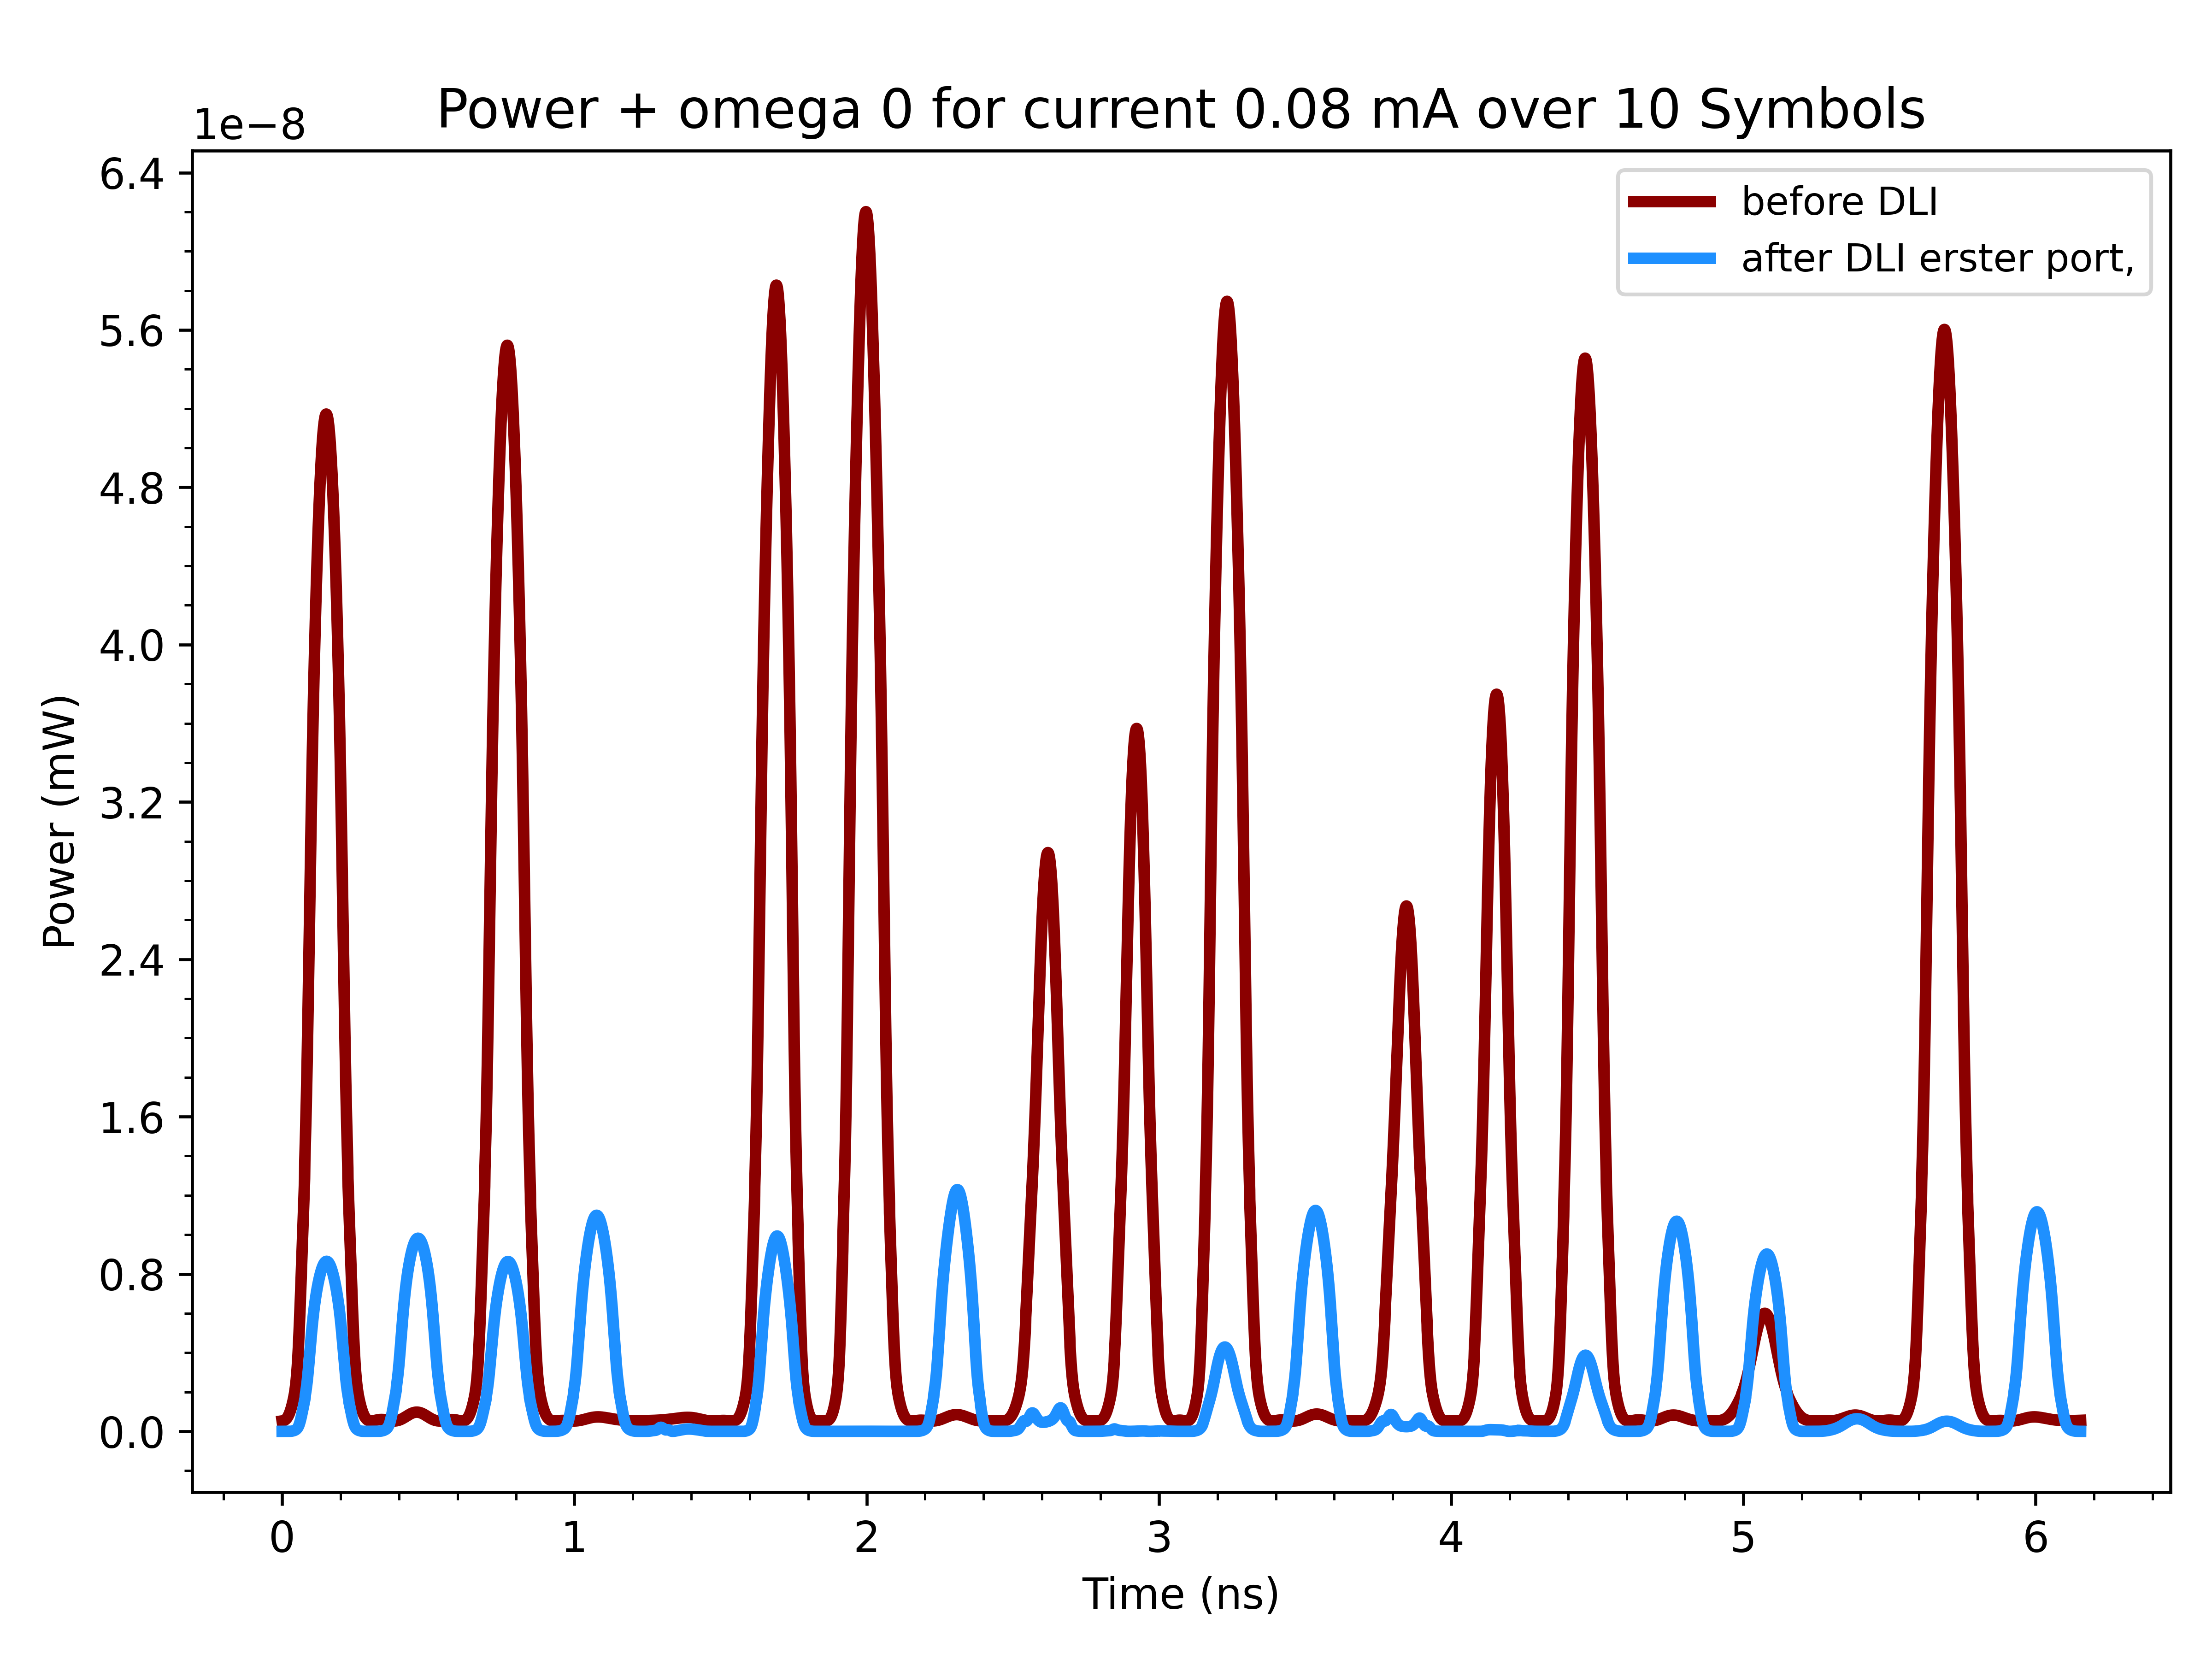 Power + omega 0 for current 0.08 mA over 10 Symbols
1e−8
before DLI
after DLI erster port,
6.4
5.6
4.8
4.0
3.2
2.4
1.6
0.8
0.0
Power (mW)
0 1 2 3 4 5 6
Time (ns)